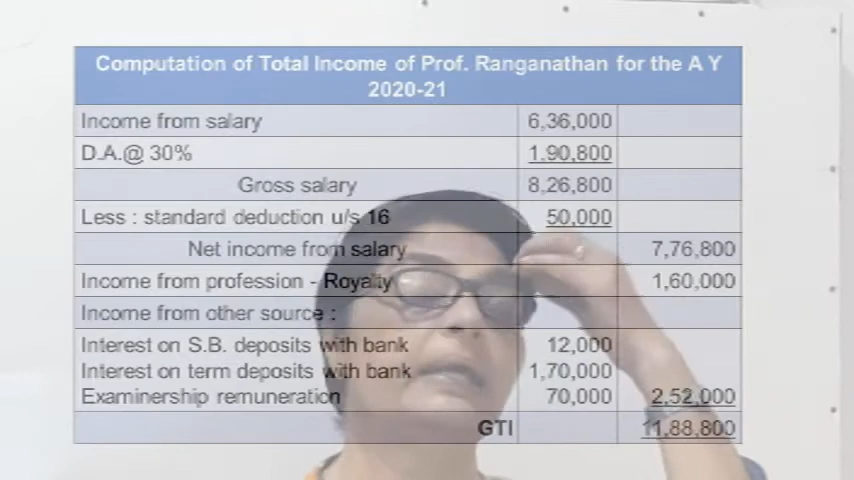 Computation of Total Income of Prof. Ranganathan for the A Y
2020-21
Income from salary 6,36,000
D.A.@ 30% 1.90,800
Gross salary 8,26,800
Less : standard deduction u/s 16 50,000
Net income from salary 7,76,800
Income from profession - Royalty 1,60,000
Income from other source :
Interest on S.B. deposits with bank 12,000
Interest on term deposits with bank 1,70,000
Examinership remuneration 70,000 2,52,000
GTI 11,88,800